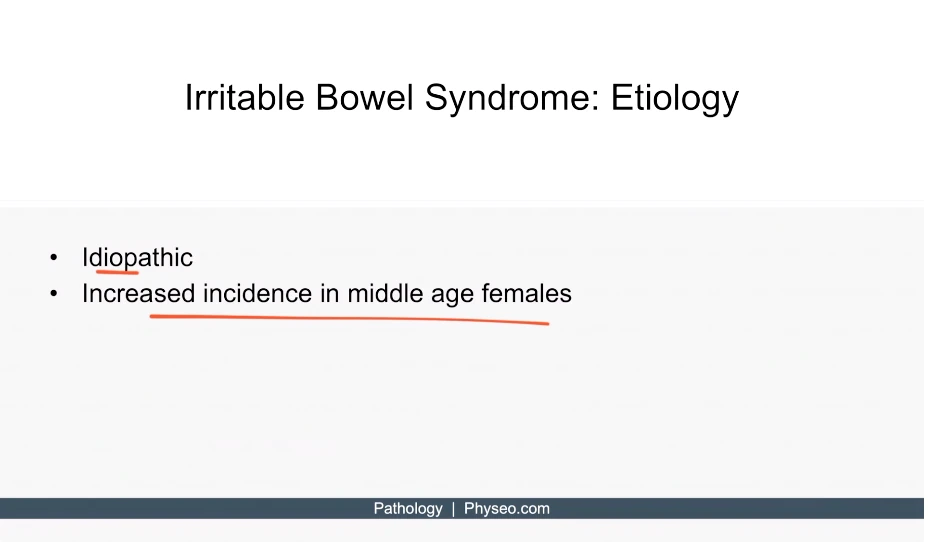 Irritable Bowel Syndrome: Etiology
• Idiopathic
• Increased incidence in middle age females
Pathology | Physeo.com